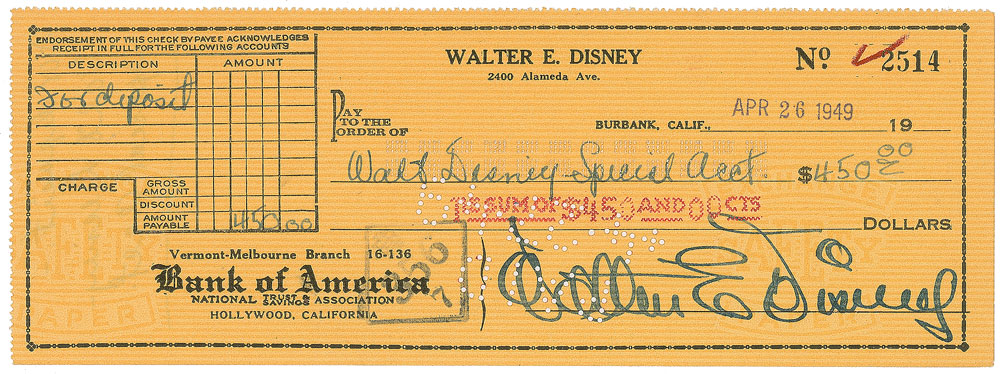 ENDORSEMENT OF THIS CHECK BY PAYEE ACKNOWLEDGES
RECEIPT IN FULL FOR THE FOLLOWING ACCOUNTS
DESCRIPTION AMOUNT
For deposit
CHARGE
GROSS AMOUNT
DISCOUNT
AMOUNT PAYABLE 450.00
WALTER E. DISNEY
2400 Alameda Ave.
Nº 2514
APR 26 1949
BURBANK, CALIF., 19
PAY TO THE ORDER OF
Walt Disney Special Acct. $450 00
THE SUM OF $450 AND 00 CTS
DOLLARS
Vermont-Melbourne Branch 16-136
Bank of America
NATIONAL TRUST & SAVINGS ASSOCIATION
HOLLYWOOD, CALIFORNIA
Walter E Disney